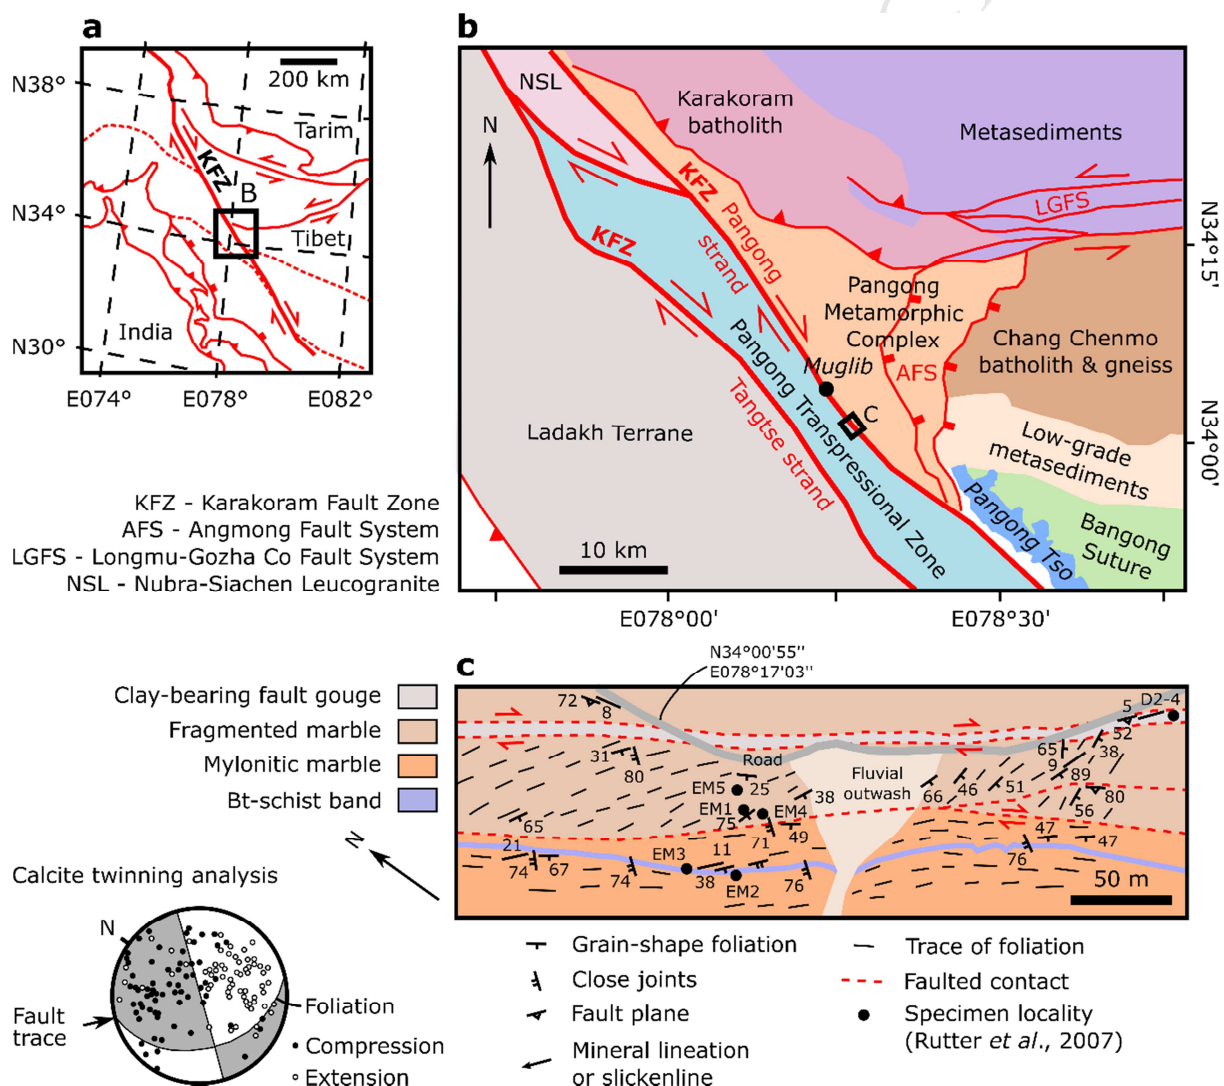 a
200 km
N38°
Tarim
KFZ
B
N34°
Tibet
India
N30°
E074°
E078°
E082°
KFZ - Karakoram Fault Zone
AFS - Angmong Fault System
LGFS - Longmu-Gozha Co Fault System
NSL - Nubra-Siachen Leucogranite
b
NSL
Karakoram
batholith
Metasediments
N
LGFS
KFZ
Pangong
strand
KFZ
N34°15'
Pangong
Metamorphic
Complex
Chang Chenmo
batholith & gneiss
Muglib
AFS
C
Pangong Transpressional Zone
Tangtse strand
Ladakh Terrane
Low-grade
metasediments
N34°00'
Pangong Tso
Bangong
Suture
10 km
E078°00'
E078°30'
c
N34°00'55"
E078°17'03"
Clay-bearing fault gouge
Fragmented marble
Mylonitic marble
Bt-schist band
72
8
5
D2-4
52
31
80
Road
65
9
38
89
EM5
25
Fluvial
outwash
38
66
46
51
80
56
EM1
EM4
75
65
71
49
47
47
21
74
67
74
EM3
11
38
EM2
76
76
50 m
N
Calcite twinning analysis
N
Fault
trace
Foliation
Compression
Extension
Grain-shape foliation
Close joints
Fault plane
Mineral lineation
or slickenline
Trace of foliation
Faulted contact
Specimen locality
(Rutter et al., 2007)